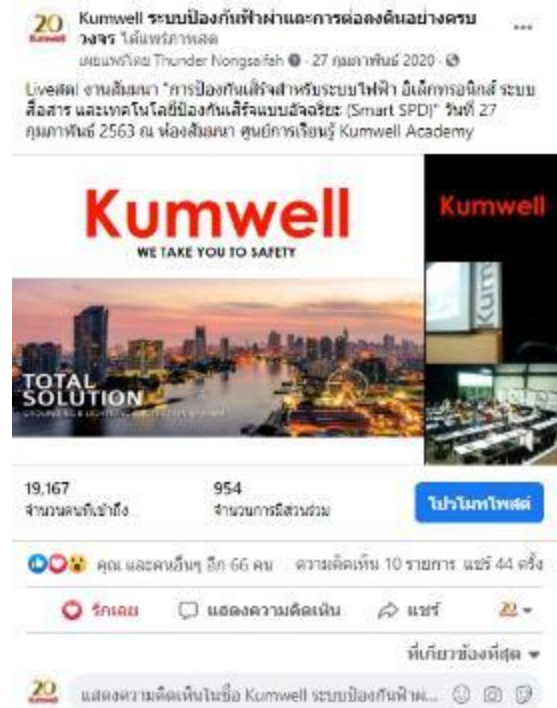 Kumwell ระบบป้องกันฟ้าผ่าและการต่อลงดินอย่างครบ
วงจร ได้แพร่ภาพสด
เผยแพร่โดย Thunder Nongsaifah · 27 กุมภาพันธ์ 2020 ·
Liveสด! งานสัมมนา "การป้องกันเสิร์จสำหรับระบบไฟฟ้า อิเล็กทรอนิกส์ ระบบ
สื่อสาร และเทคโนโลยีป้องกันเสิร์จแบบอัจฉริยะ (Smart SPD)" วันที่ 27
กุมภาพันธ์ 2563 ณ ห้องสัมมนา ศูนย์การเรียนรู้ Kumwell Academy
Kumwell
WE TAKE YOU TO SAFETY
Kumwell
Kum
TOTAL
SOLUTION
19,167
จำนวนคนที่เข้าถึง
954
จำนวนการมีส่วนร่วม
โปรโมทโพสต์
คุณ และคนอื่นๆ อีก 66 คน
ความคิดเห็น 10 รายการ แชร์ 44 ครั้ง
รักเลย
แสดงความคิดเห็น
แชร์
ที่เกี่ยวข้องที่สุด
20
แสดงความคิดเห็นในชื่อ Kumwell ระบบป้องกันฟ้าผ่...